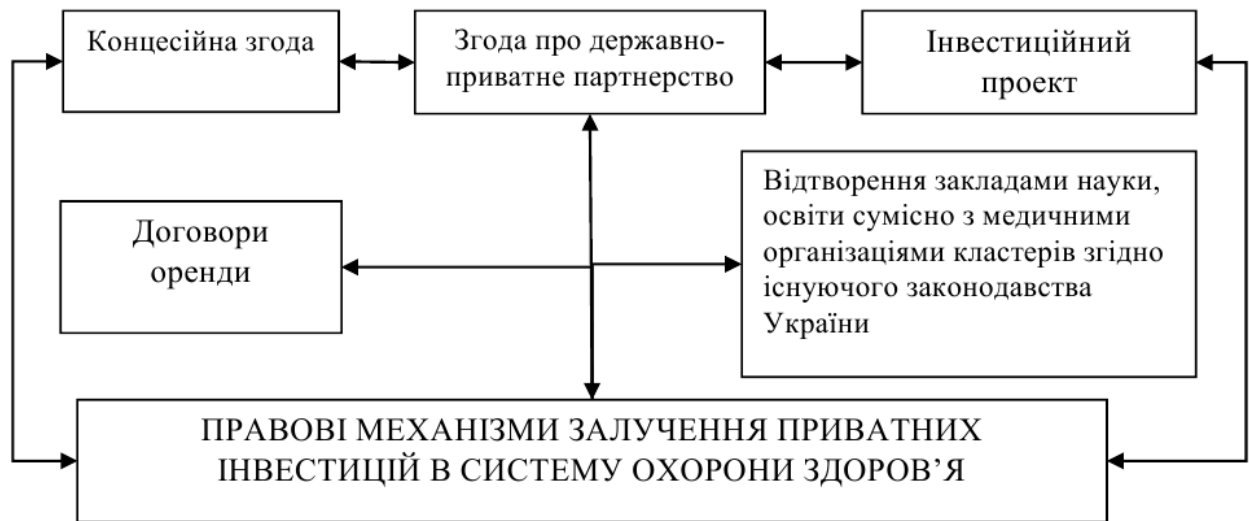 Концесійна згода
Згода про державно-
приватне партнерство
Інвестиційний
проект
Договори
оренди
Відтворення закладами науки,
освіти сумісно з медичними
організаціями кластерів згідно
існуючого законодавства
України
ПРАВОВІ МЕХАНІЗМИ ЗАЛУЧЕННЯ ПРИВАТНИХ
ІНВЕСТИЦІЙ В СИСТЕМУ ОХОРОНИ ЗДОРОВ’Я